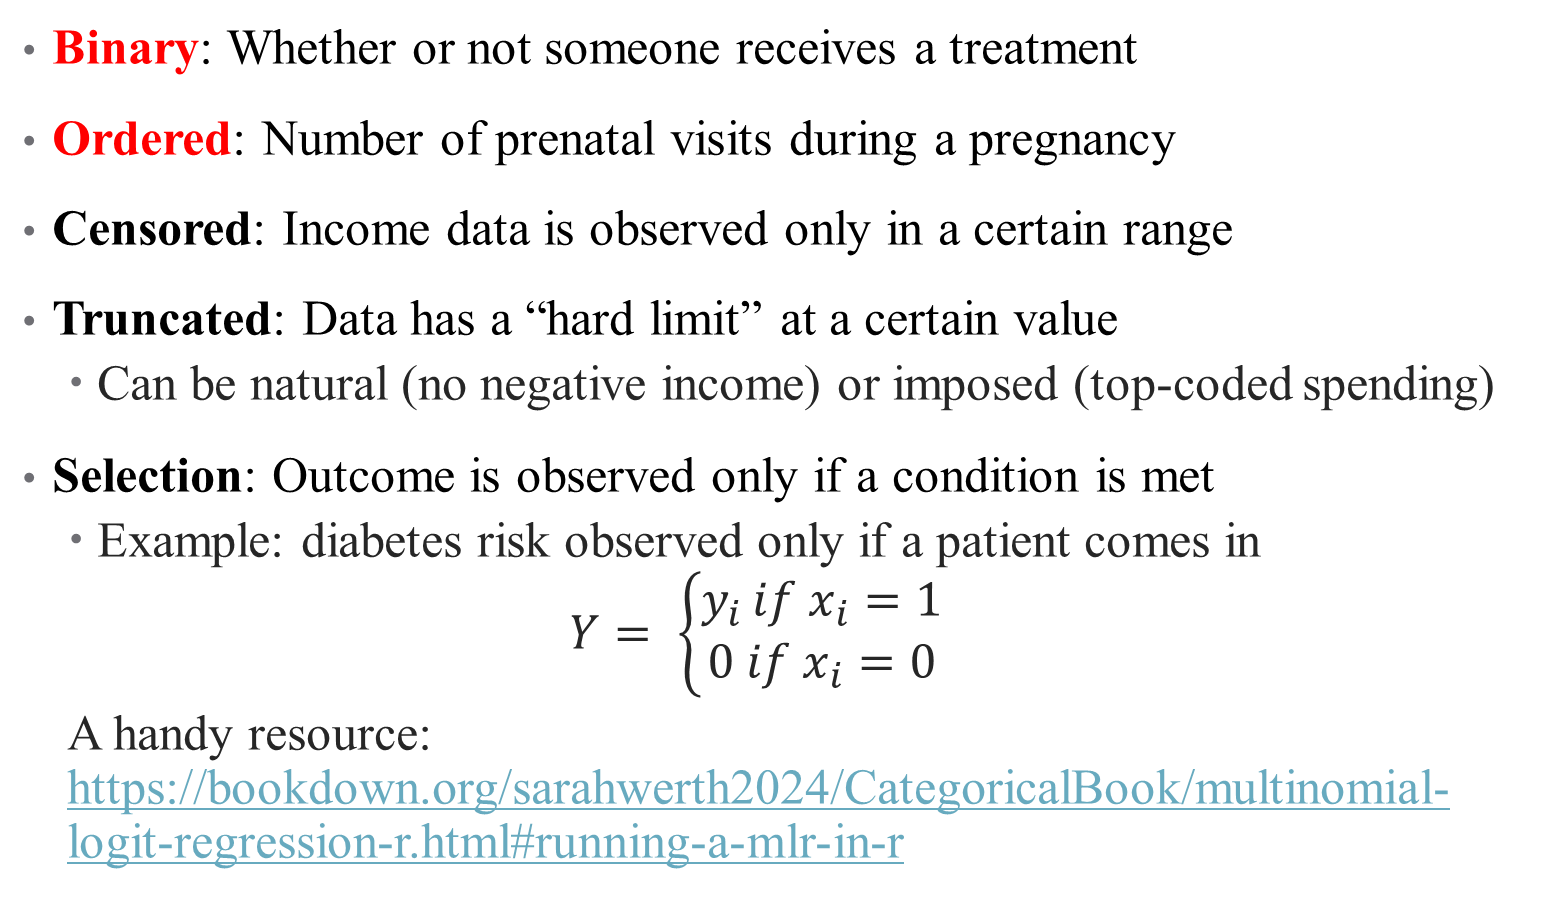 • Binary: Whether or not someone receives a treatment
• Ordered: Number of prenatal visits during a pregnancy
• Censored: Income data is observed only in a certain range
• Truncated: Data has a “hard limit” at a certain value
• Can be natural (no negative income) or imposed (top-coded spending)
• Selection: Outcome is observed only if a condition is met
• Example: diabetes risk observed only if a patient comes in
Y = { yᵢ if xᵢ = 1
0 if xᵢ = 0
A handy resource:
https://bookdown.org/sarahwerth2024/CategoricalBook/multinomial-
logit-regression-r.html#running-a-mlr-in-r